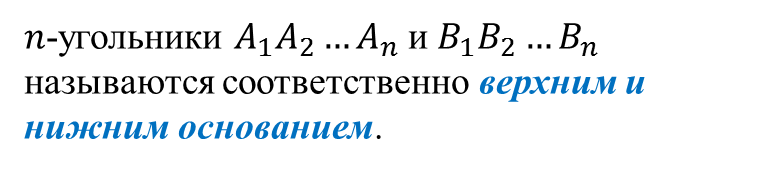 n-угольники A₁A₂ … Aₙ и B₁B₂ … Bₙ
называются соответственно верхним и
нижним основанием.